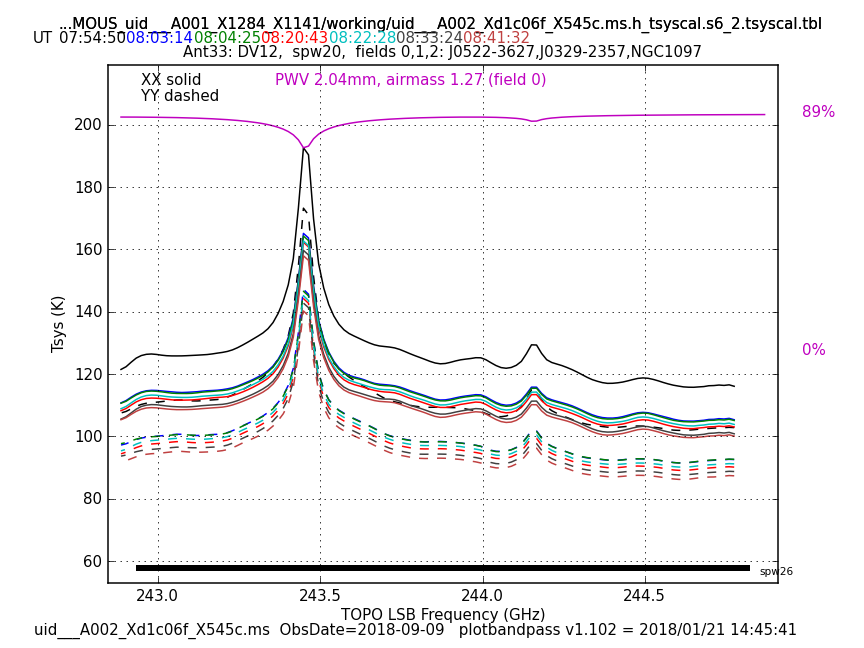 ...MOUS_uid___A001_X1284_X1141/working/uid___A002_Xd1c06f_X545c.ms.h_tsyscal.s6_2.tsyscal.tbl
UT 07:54:50 08:03:14 08:04:25 08:20:43 08:22:28 08:33:24 08:41:32
Ant33: DV12, spw20, fields 0,1,2: J0522-3627,J0329-2357,NGC1097
XX solid
PWV 2.04mm, airmass 1.27 (field 0)
YY dashed
89%
0%
200
180
160
140
120
100
80
60
Tsys (K)
spw26
243.0 243.5 244.0 244.5
TOPO LSB Frequency (GHz)
uid___A002_Xd1c06f_X545c.ms ObsDate=2018-09-09 plotbandpass v1.102 = 2018/01/21 14:45:41